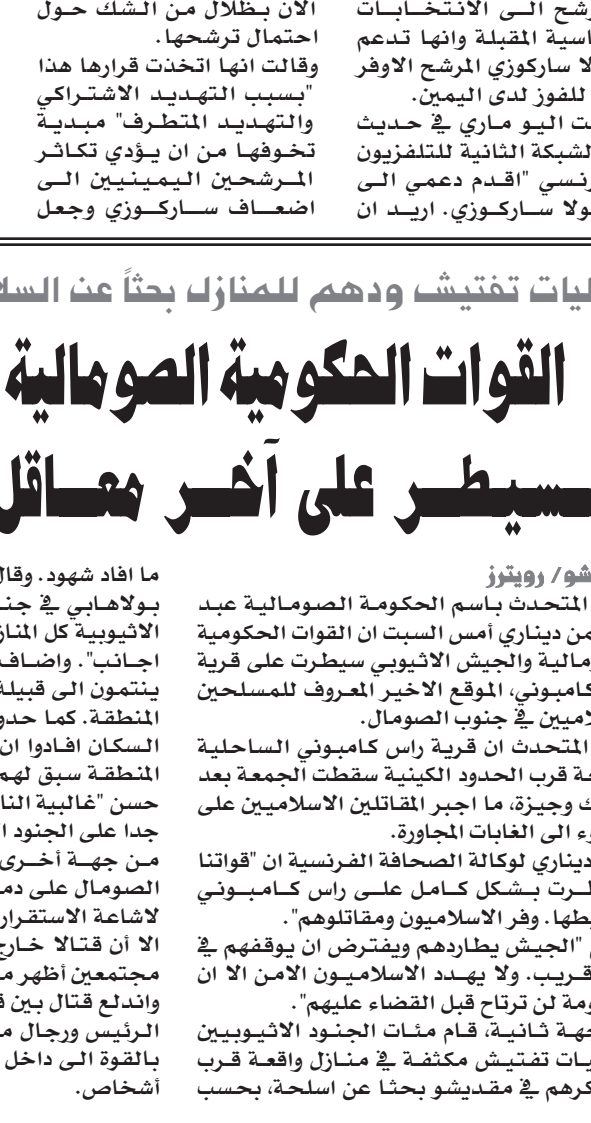 رشح الى الانتخابات
اسية المقبلة وانها تدعم
لا ساركوزي المرشح الاوفر
للفوز لدى اليمين.
ت اليو ماري في حديث
لشبكة الثانية للتلفزيون
رنسي "اقدم دعمي الى
ولا ساركوزي. اريد ان
الآن بظلال من الشك حول
احتمال ترشحها.
وقالت انها اتخذت قرارها هذا
"بسبب التهديد الاشتراكي
والتهديد المتطرف" مبدية
تخوفها من ان يؤدي تكاثر
المرشحين اليمينيين الى
اضعاف ساركوزي وجعل
ليات تفتيش ودهم للمنازل بحثاً عن السلا
القوات الحكومية الصومالية
سيطر على آخر معاقل
شو/ رويترز
المتحدث باسم الحكومة الصومالية عبد
من ديناري أمس السبت ان القوات الحكومية
ومالية والجيش الاثيوبي سيطرت على قرية
كامبوني، الموقع الاخير المعروف للمسلحين
لاميين في جنوب الصومال.
المتحدث ان قرية راس كامبوني الساحلية
حة قرب الحدود الكينية سقطت الجمعة بعد
ك وجيزة، ما اجبر المقاتلين الاسلاميين على
وء الى الغابات المجاورة.
ديناري لوكالة الصحافة الفرنسية ان "قواتنا
طرت بشكل كامل على راس كامبوني
يطها. وفر الاسلاميون ومقاتلوهم".
"الجيش يطاردهم ويفترض ان يوقفهم في
قريب. ولا يهدد الاسلاميون الامن الا ان
ومة لن ترتاح قبل القضاء عليهم".
جهة ثانية، قام مئات الجنود الاثيوبيين
يات تفتيش مكثفة في منازل واقعة قرب
كرهم في مقديشو بحثا عن اسلحة، بحسب
ما افاد شهود. وقال
بولاهابي في جنـ
الاثيوبية كل المناز
اجانب". واضاف
ينتمون الى قبيلة
المنطقة. كما حدو
السكان افادوا ان
المنطقة سبق لهم
حسن "غالبية النا
جدا على الجنود ا
من جهة أخرى
الصومال على دم
لاشاعة الاستقرار
الا أن قتالا خارج
مجتمعين أظهر م
واندلع قتال بين ق
الرئيس ورجال م
بالقوة الى داخل
أشخاص.